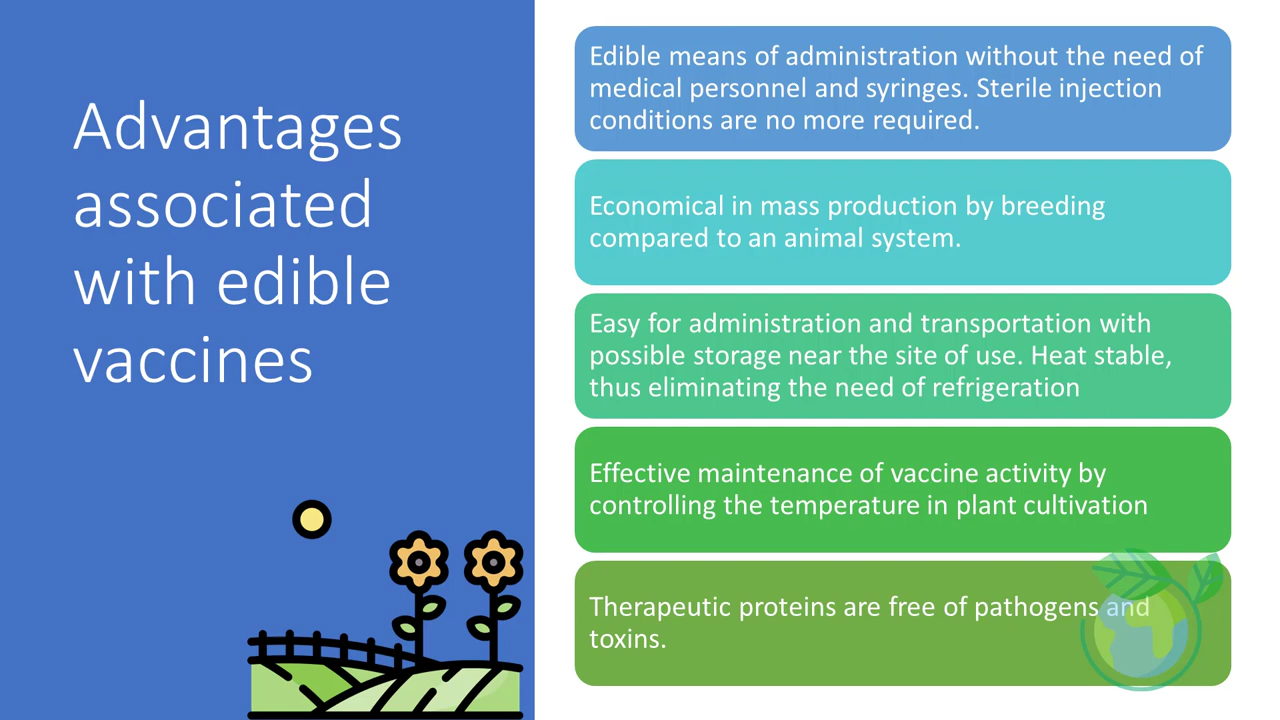 Advantages
associated
with edible
vaccines
Edible means of administration without the need of
medical personnel and syringes. Sterile injection
conditions are no more required.
Economical in mass production by breeding
compared to an animal system.
Easy for administration and transportation with
possible storage near the site of use. Heat stable,
thus eliminating the need of refrigeration
Effective maintenance of vaccine activity by
controlling the temperature in plant cultivation
Therapeutic proteins are free of pathogens and
toxins.